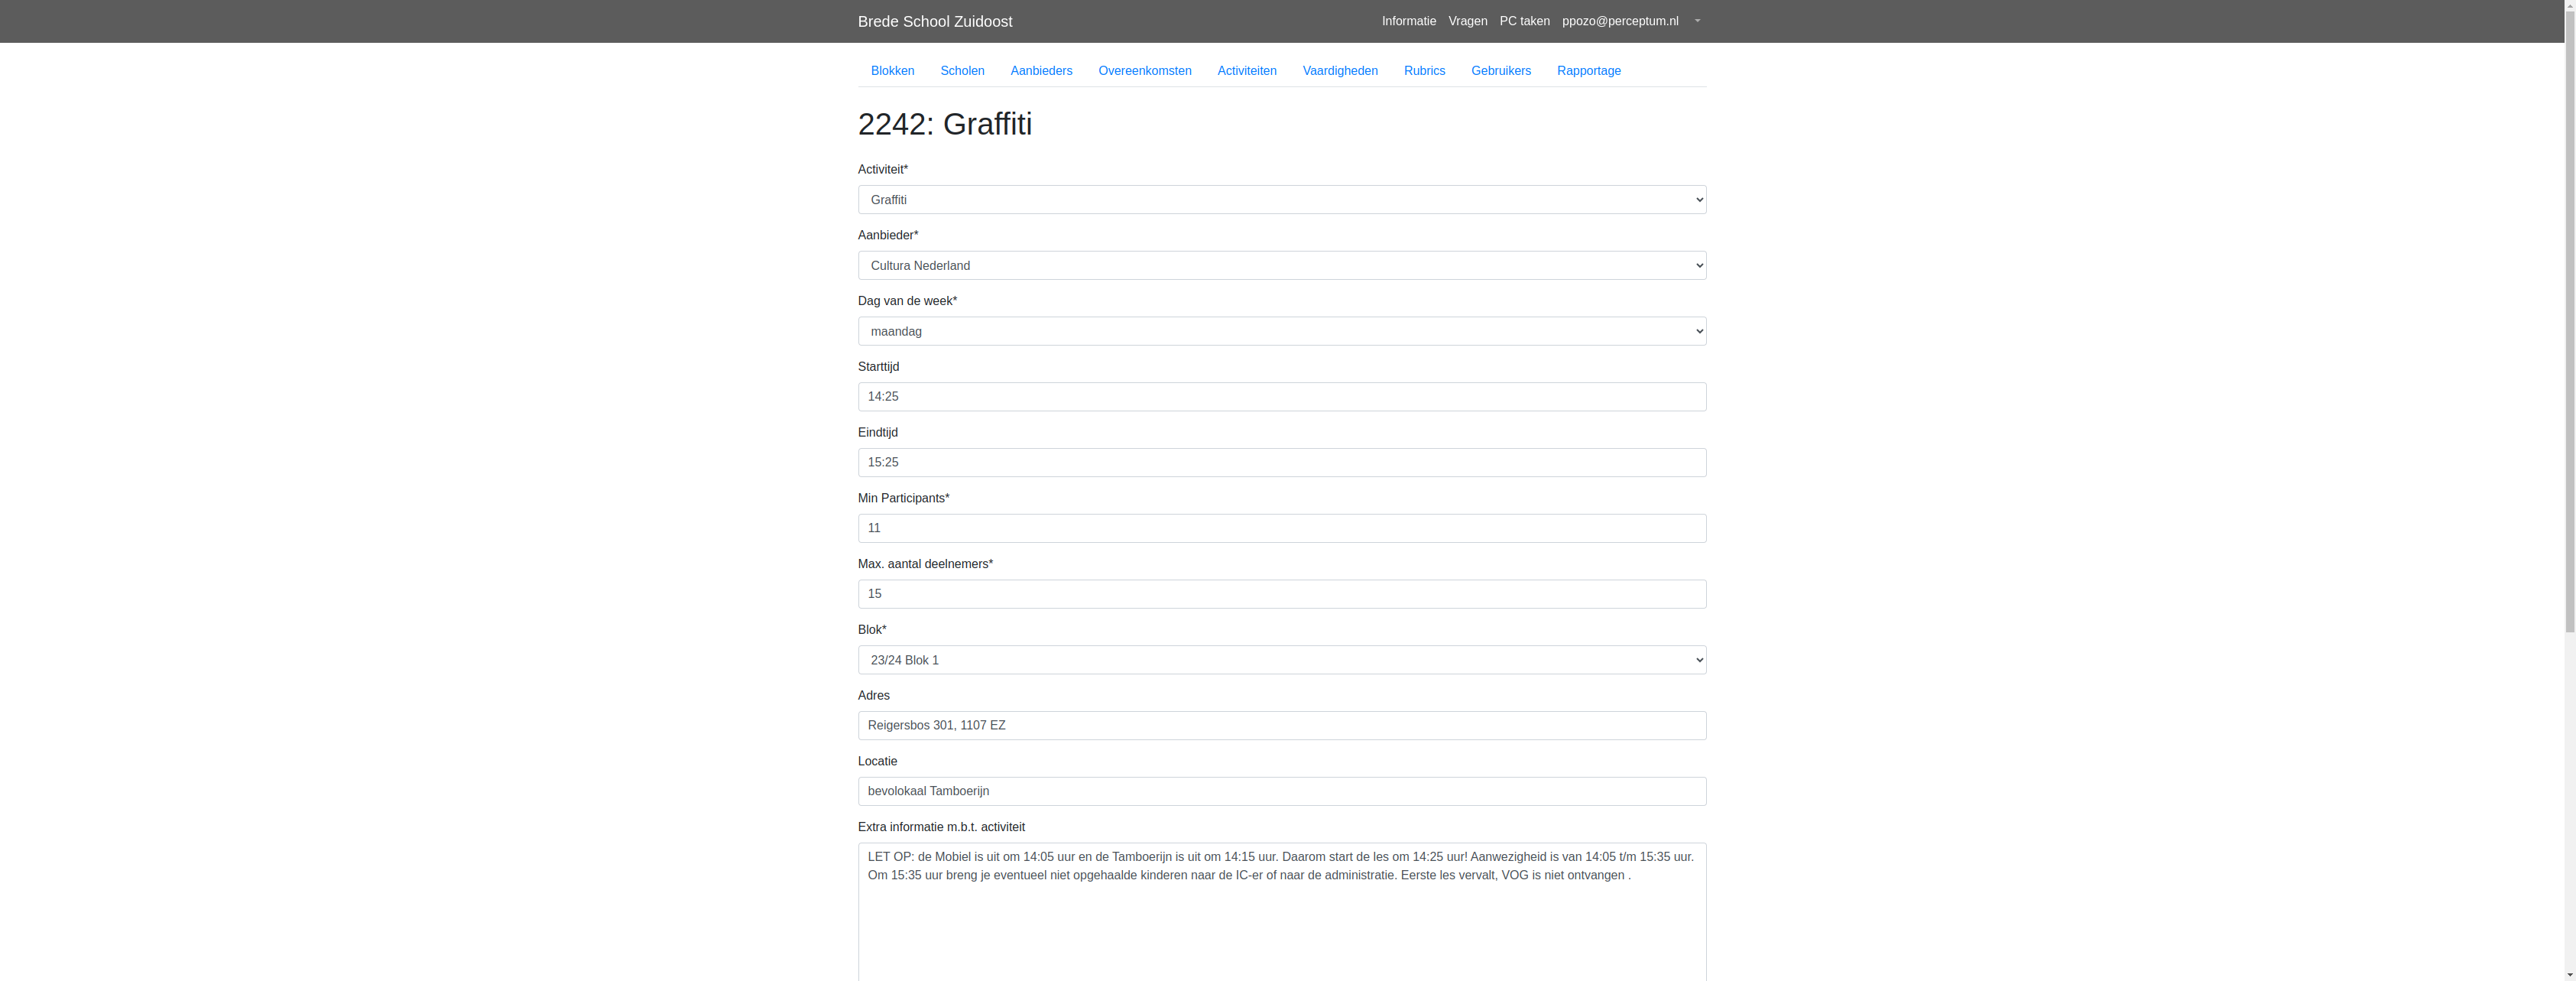 Brede School Zuidoost
Informatie Vragen PC taken ppozo@perceptum.nl
Blokken Scholen Aanbieders Overeenkomsten Activiteiten Vaardigheden Rubrics Gebruikers Rapportage
2242: Graffiti
Activiteit*
Graffiti
Aanbieder*
Cultura Nederland
Dag van de week*
maandag
Starttijd
14:25
Eindtijd
15:25
Min Participants*
11
Max. aantal deelnemers*
15
Blok*
23/24 Blok 1
Adres
Reigersbos 301, 1107 EZ
Locatie
bevolokaal Tamboerijn
Extra informatie m.b.t. activiteit
LET OP: de Mobiel is uit om 14:05 uur en de Tamboerijn is uit om 14:15 uur. Daarom start de les om 14:25 uur! Aanwezigheid is van 14:05 t/m 15:35 uur.
Om 15:35 uur breng je eventueel niet opgehaalde kinderen naar de IC-er of naar de administratie. Eerste les vervalt, VOG is niet ontvangen .